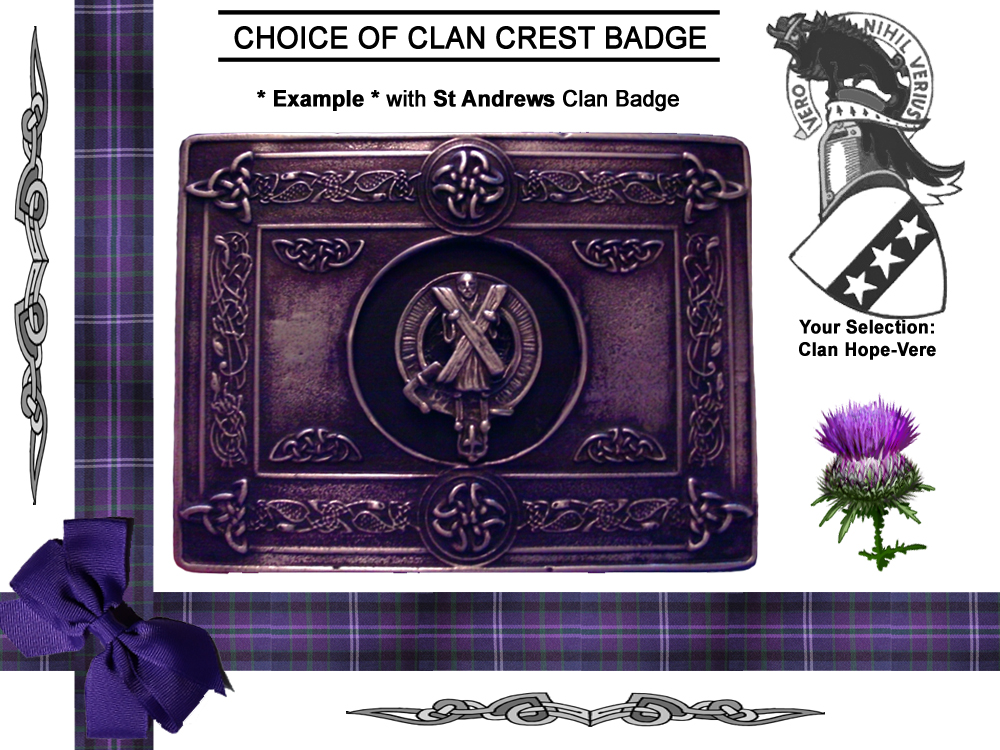 CHOICE OF CLAN CREST BADGE
* Example * with St Andrews Clan Badge
VERO NIHIL VERIUS
Your Selection:
Clan Hope-Vere